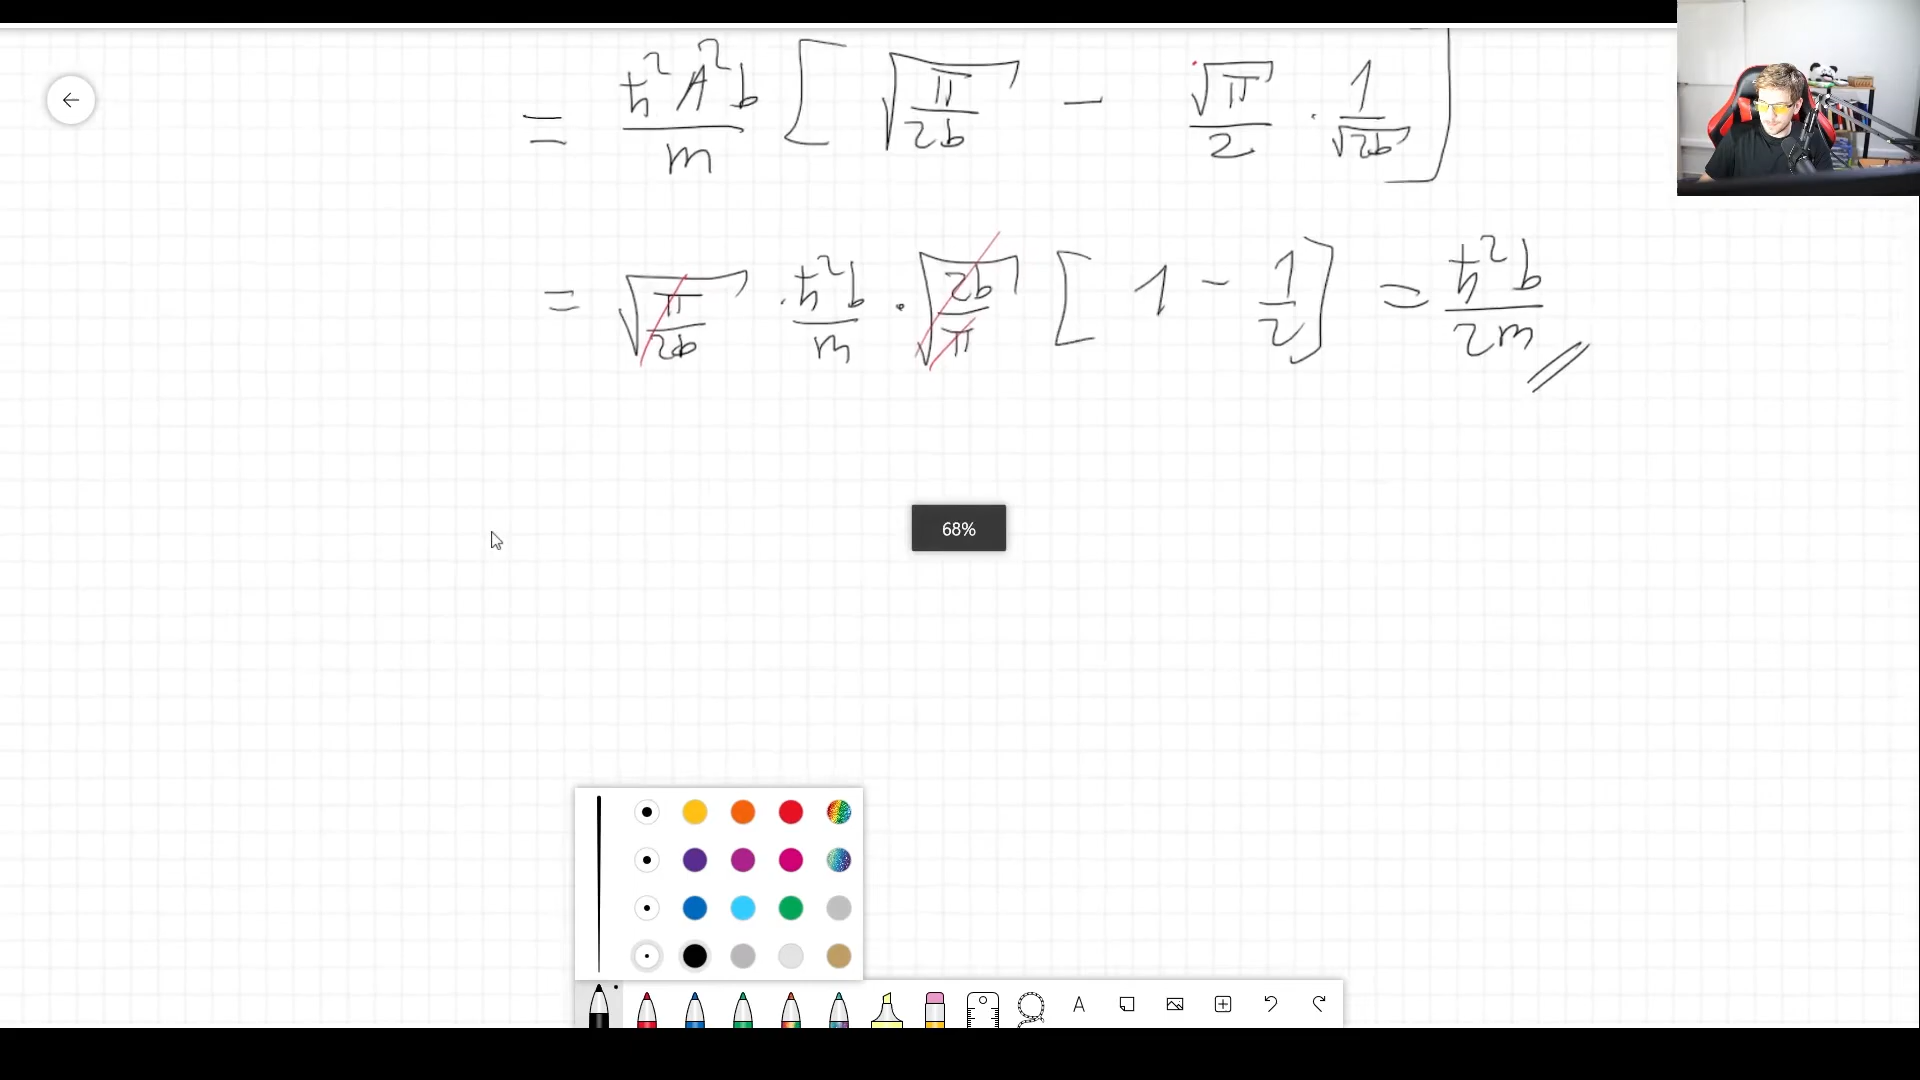 = ħ²A²b/m [ √(π/2b) - √π/2 · 1/√2b ]
= √(π/2b) · ħ²b/m · √(2b/π) [ 1 - 1/2 ] = ħ²b/2m
68%
A